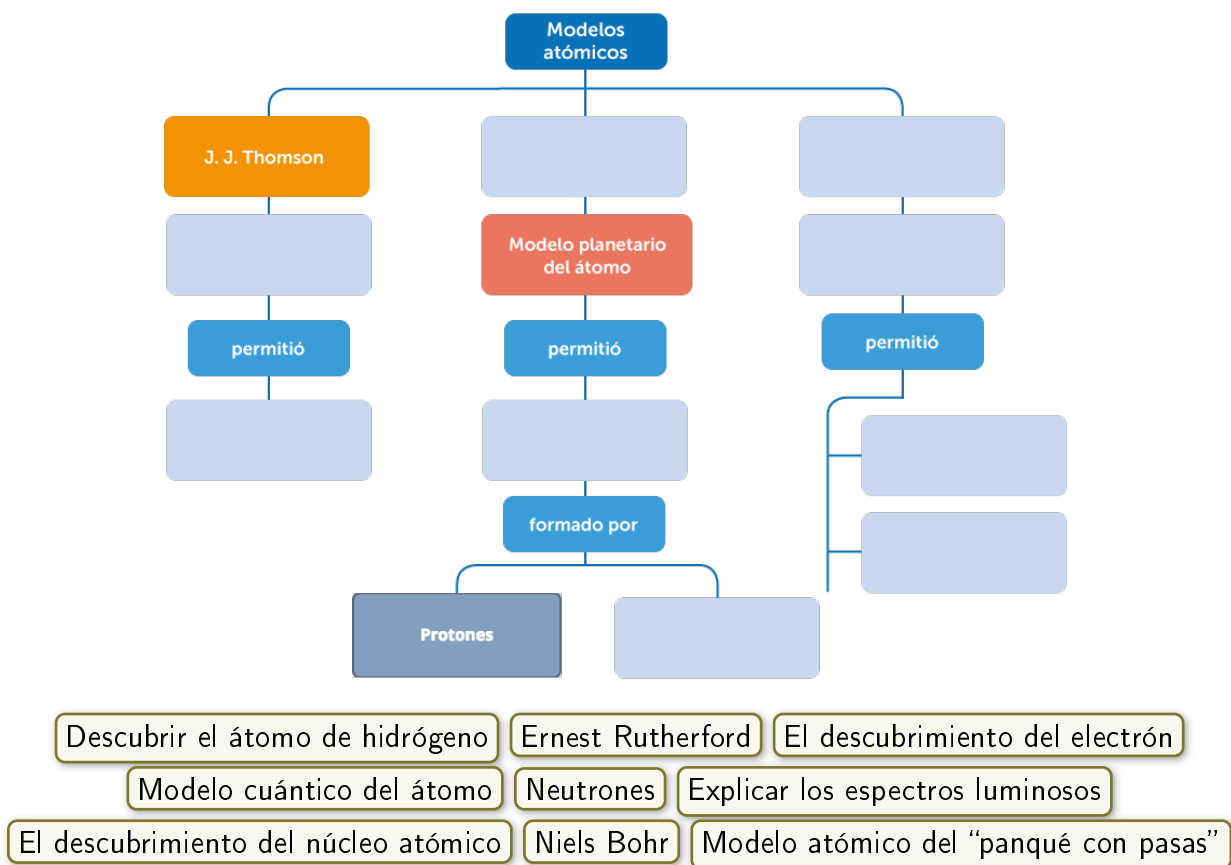 Modelos
atómicos
J. J. Thomson
Modelo planetario
del átomo
permitió
permitió
permitió
formado por
Protones
Descubrir el átomo de hidrógeno
Ernest Rutherford
El descubrimiento del electrón
Modelo cuántico del átomo
Neutrones
Explicar los espectros luminosos
El descubrimiento del núcleo atómico
Niels Bohr
Modelo atómico del “panqué con pasas”